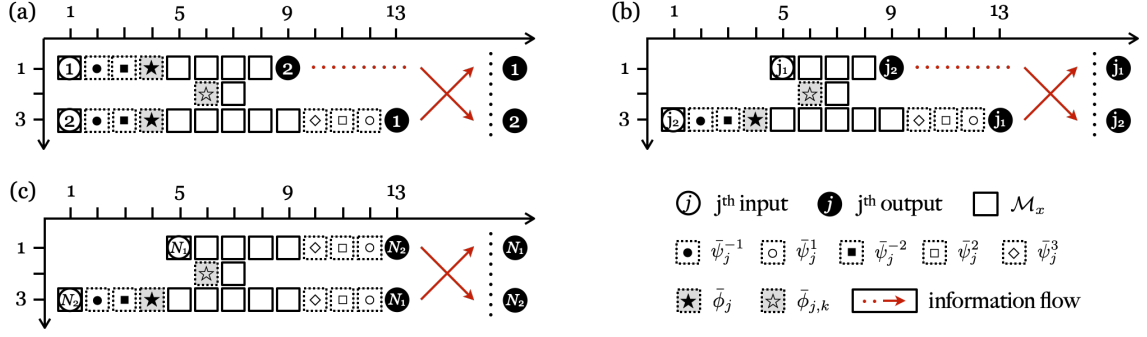 (a)
1 5 9 13
1 1 2 1
3 2 1 2
(b)
1 5 9 13
1 j₁ j₂ j₁
3 j₂ j₁ j₂
(c)
1 5 9 13
1 N₁ N₂ N₁
3 N₂ N₁ N₂
j jᵗʰ input j jᵗʰ output ℳₓ
ψ̄ⱼ⁻¹ ψ̄ⱼ¹ ψ̄ⱼ⁻² ψ̄ⱼ² ψ̄ⱼ³
ϕ̄ⱼ ϕ̄ⱼ,ₖ information flow